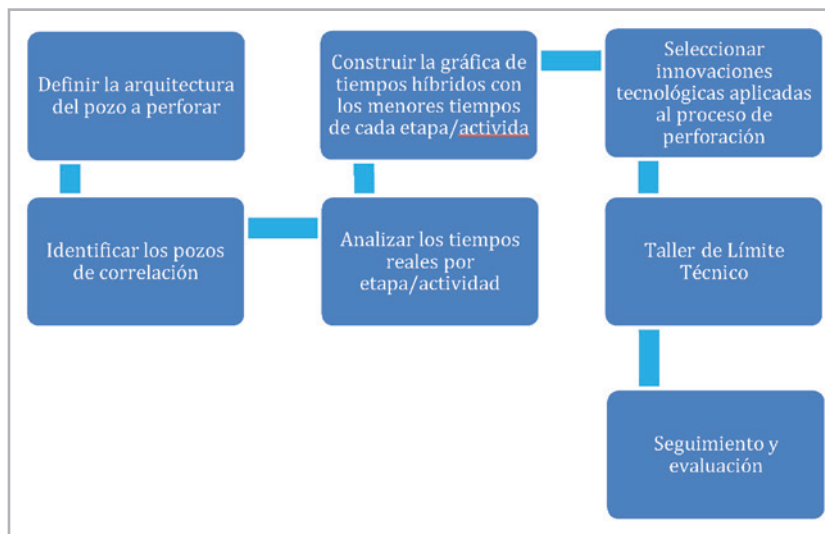 Definir la arquitectura
del pozo a perforar
Identificar los pozos
de correlación
Analizar los tiempos
reales por
etapa/actividad
Construir la gráfica de
tiempos híbridos con
los menores tiempos
de cada etapa/activida
Seleccionar
innovaciones
tecnológicas aplicadas
al proceso de
perforación
Taller de Límite
Técnico
Seguimiento y
evaluación